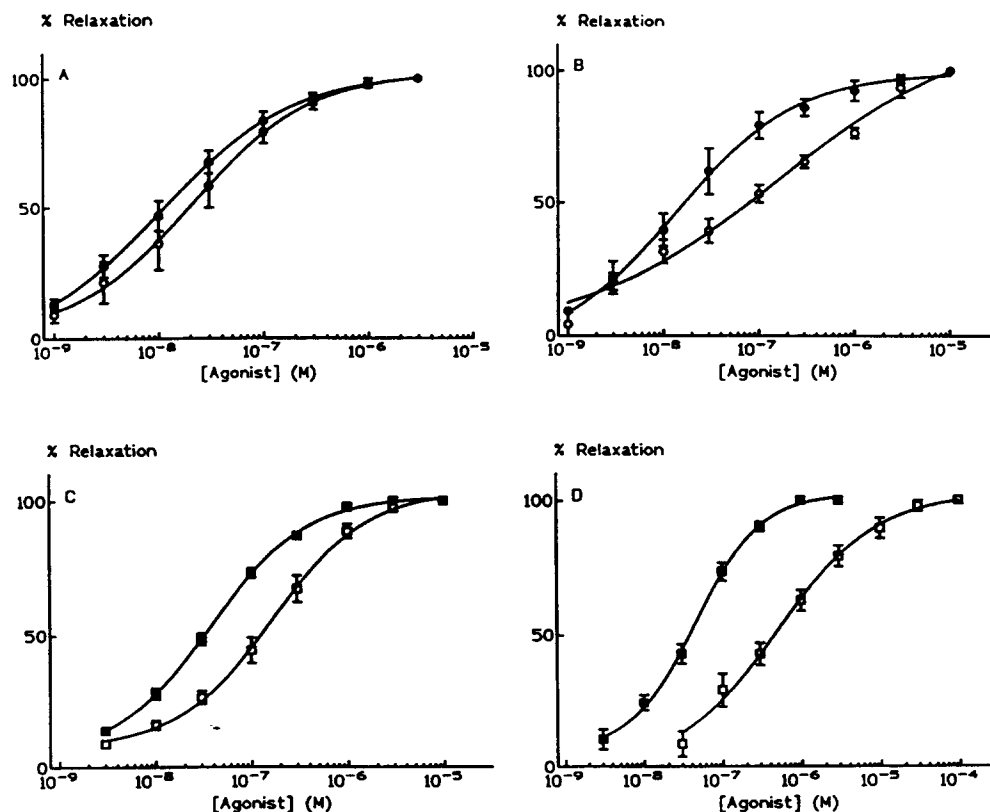 % Relaxation
A
100
50
0
10⁻⁹ 10⁻⁸ 10⁻⁷ 10⁻⁶ 10⁻⁵
[Agonist] (M)
% Relaxation
B
100
50
0
10⁻⁹ 10⁻⁸ 10⁻⁷ 10⁻⁶ 10⁻⁵
[Agonist] (M)
% Relaxation
C
100
50
0
10⁻⁹ 10⁻⁸ 10⁻⁷ 10⁻⁶ 10⁻⁵
[Agonist] (M)
% Relaxation
D
100
50
0
10⁻⁹ 10⁻⁸ 10⁻⁷ 10⁻⁶ 10⁻⁵ 10⁻⁴
[Agonist] (M)